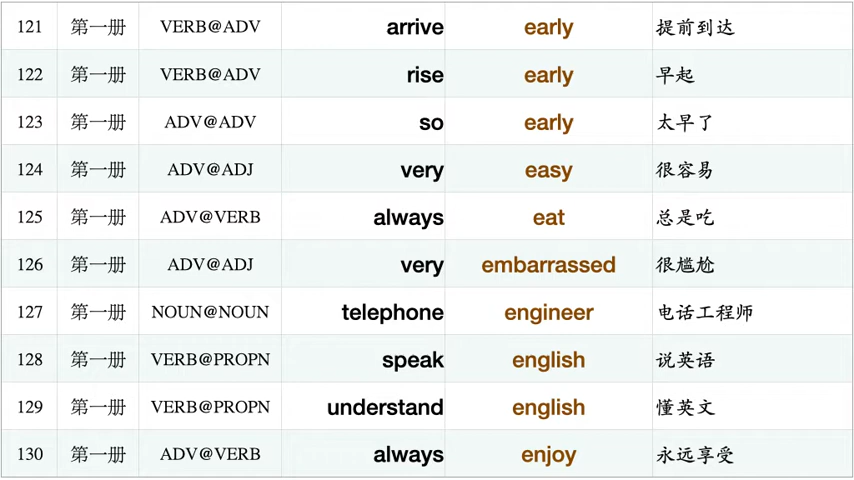 121 第一册 VERB@ADV arrive early 提前到达
122 第一册 VERB@ADV rise early 早起
123 第一册 ADV@ADV so early 太早了
124 第一册 ADV@ADJ very easy 很容易
125 第一册 ADV@VERB always eat 总是吃
126 第一册 ADV@ADJ very embarrassed 很尴尬
127 第一册 NOUN@NOUN telephone engineer 电话工程师
128 第一册 VERB@PROPN speak english 说英语
129 第一册 VERB@PROPN understand english 懂英文
130 第一册 ADV@VERB always enjoy 永远享受